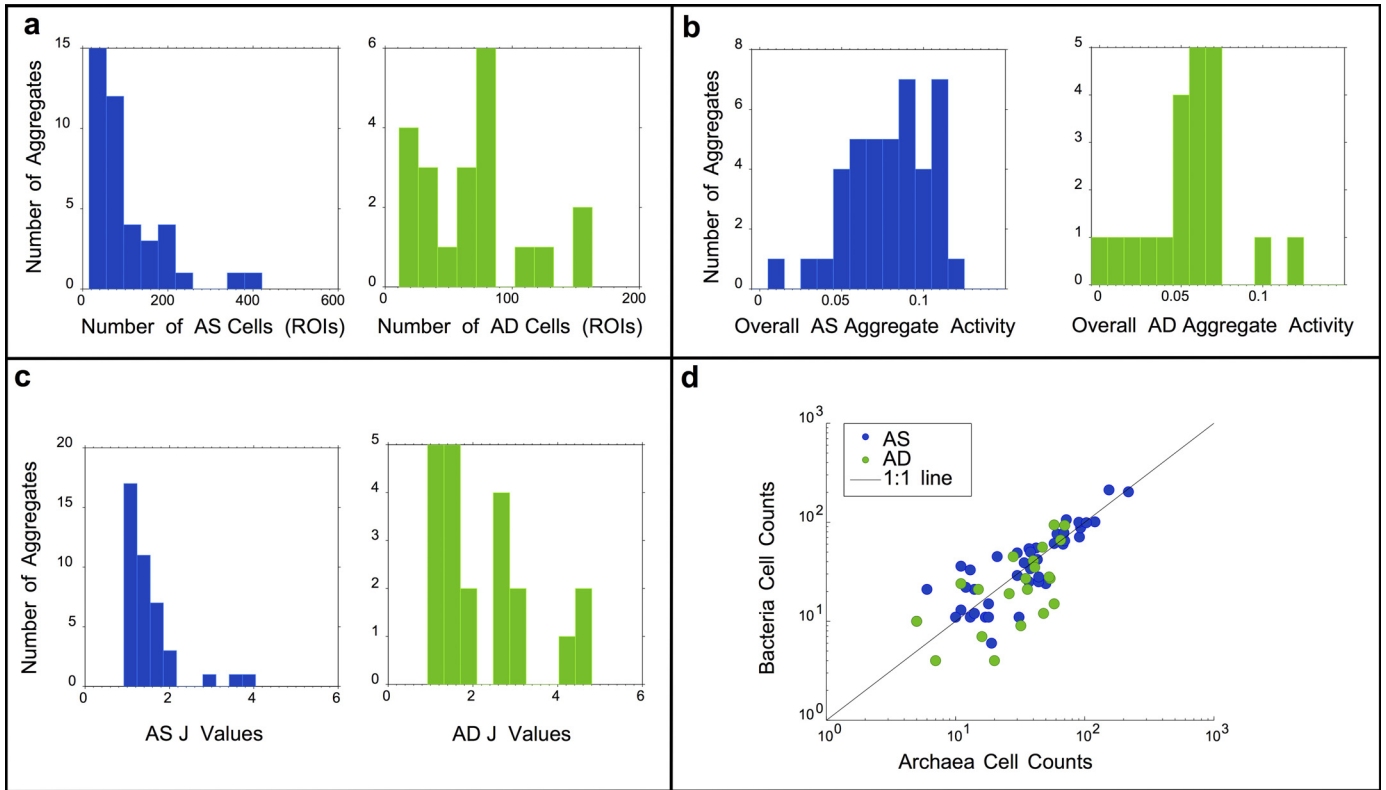 a
15
10
5
0
Number of Aggregates
0 200 400 600
Number of AS Cells (ROIs)
6
4
2
0
100 200
Number of AD Cells (ROIs)
b
8
6
4
2
0
Number of Aggregates
0 0.05 0.1
Overall AS Aggregate Activity
5
4
3
2
1
0
0 0.05 0.1
Overall AD Aggregate Activity
c
20
15
10
5
0
Number of Aggregates
0 2 4 6
AS J Values
5
4
3
2
1
0
0 2 4 6
AD J Values
d
10³
10²
10¹
10⁰
Bacteria Cell Counts
AS
AD
1:1 line
10⁰ 10¹ 10² 10³
Archaea Cell Counts